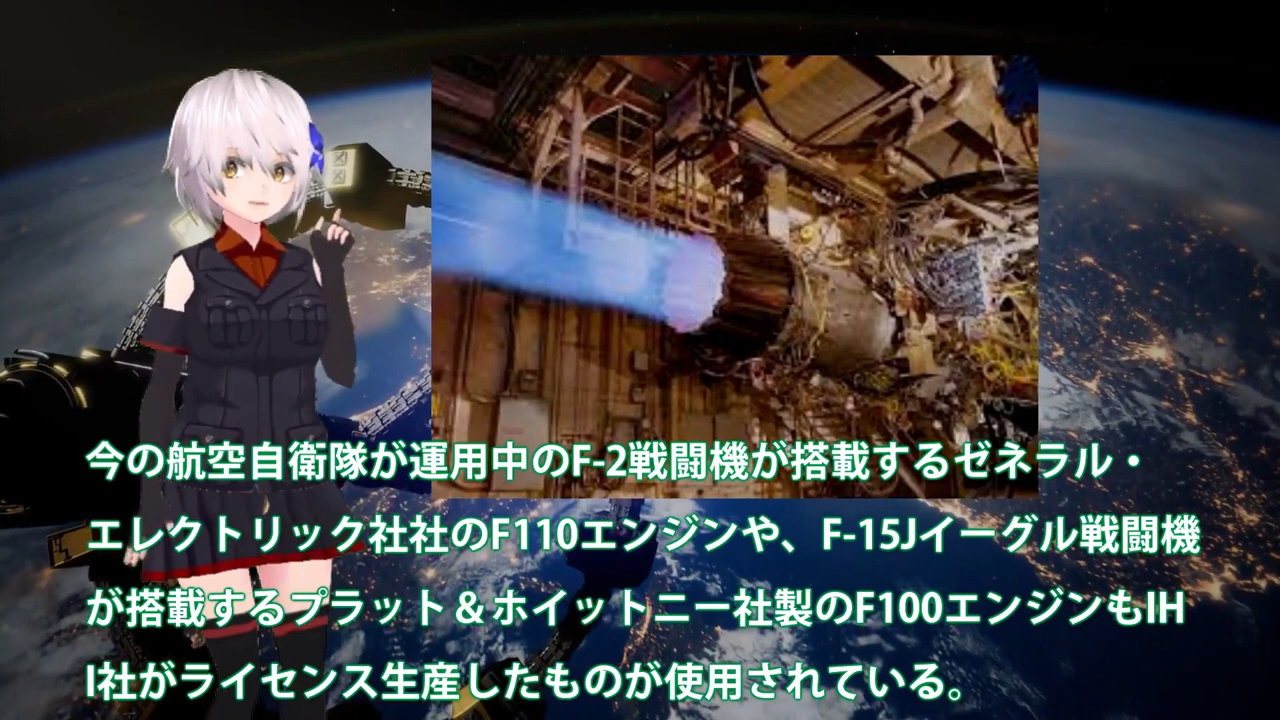 今の航空自衛隊が運用中のF-2戦闘機が搭載するゼネラル・
エレクトリック社社のF110エンジンや、F-15Jイーグル戦闘機
が搭載するプラット＆ホイットニー社製のF100エンジンもIH
I社がライセンス生産したものが使用されている。